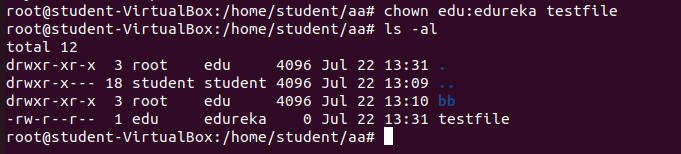 root@student-VirtualBox:/home/student/aa# chown edu:edureka testfile
root@student-VirtualBox:/home/student/aa# ls -al
total 12
drwxr-xr-x  3 root    edu     4096 Jul 22 13:31 .
drwxr-x--- 18 student student 4096 Jul 22 13:09 ..
drwxr-xr-x  3 root    edu     4096 Jul 22 13:10 bb
-rw-r--r--  1 edu     edureka    0 Jul 22 13:31 testfile
root@student-VirtualBox:/home/student/aa#